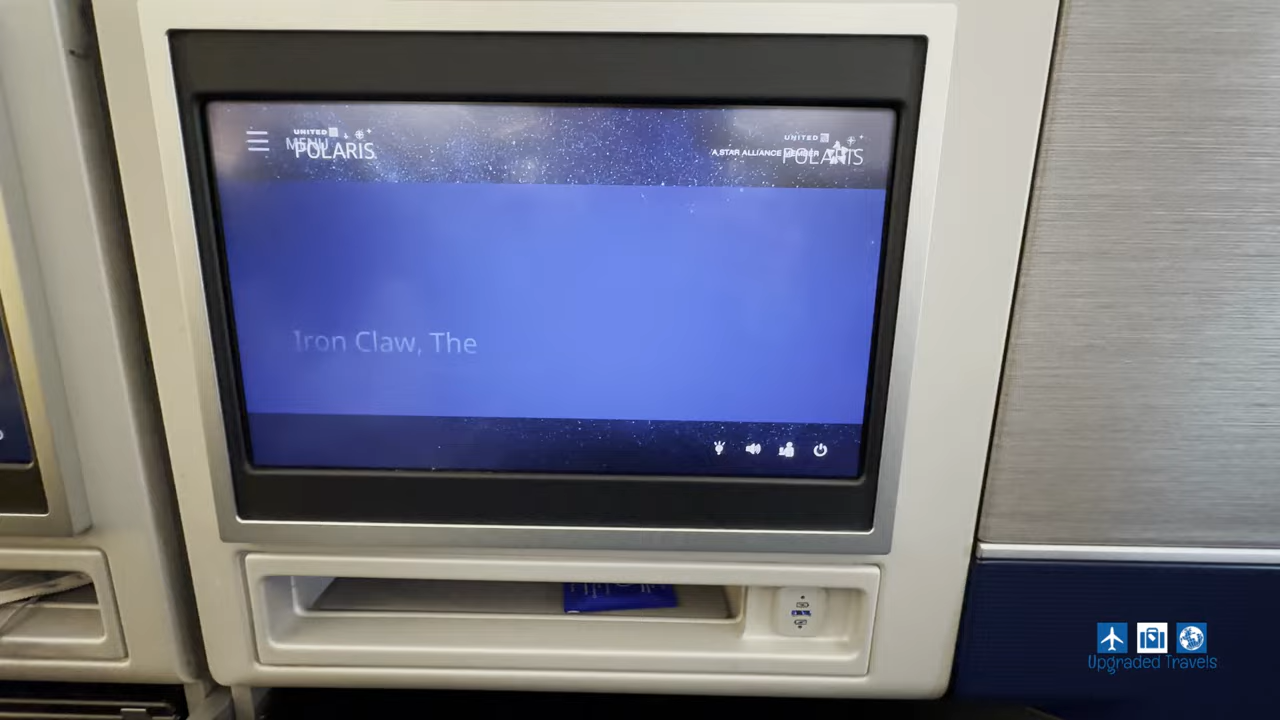 UNITED
MENU
POLARIS
UNITED
A STAR ALLIANCE MEMBER
POLARIS
Iron Claw, The
Upgraded Travels